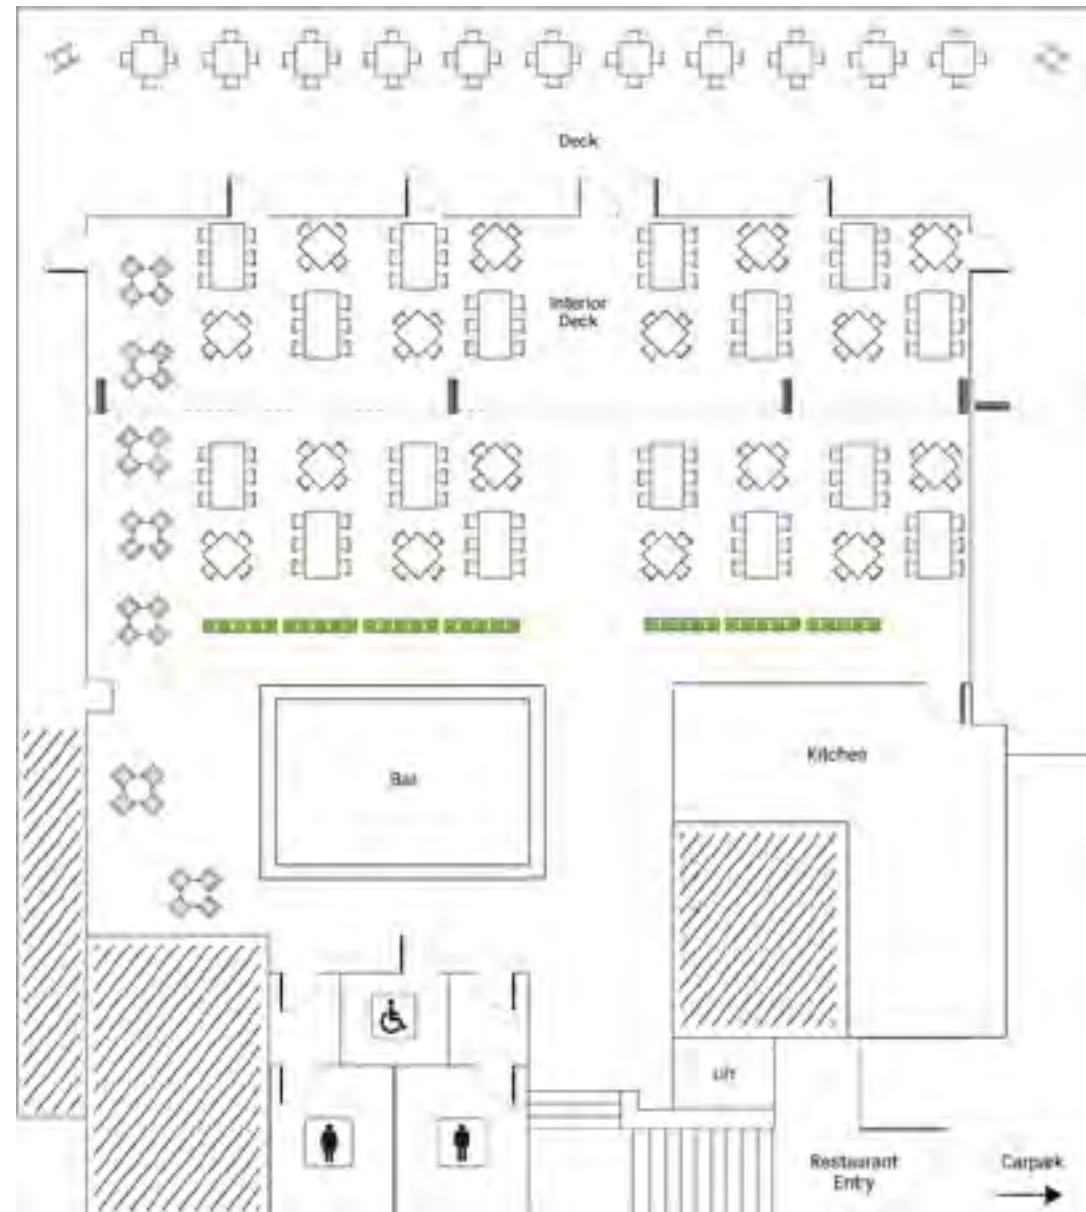 Deck
Interior
Deck
Kitchen
Bar
Lift
Restaurant
Entry
Carpark